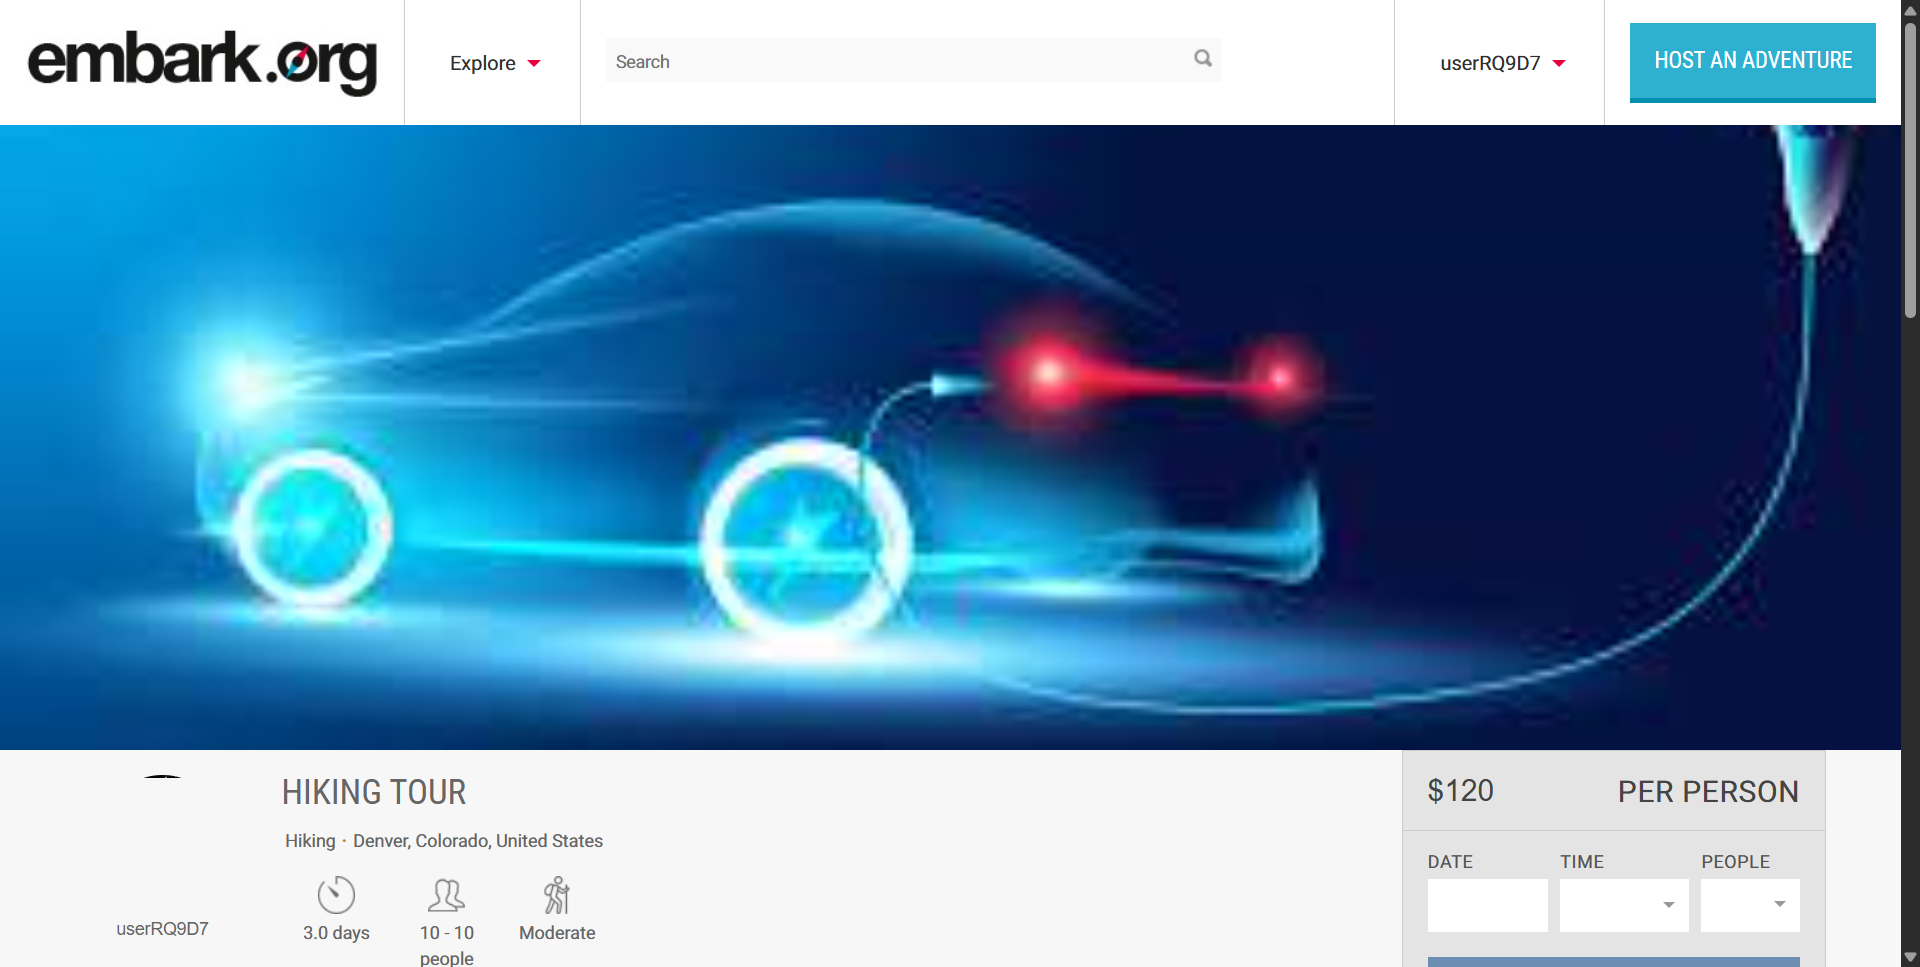 embark.org
Explore
Search
userRQ9D7
HOST AN ADVENTURE
HIKING TOUR
Hiking · Denver, Colorado, United States
userRQ9D7
3.0 days
10 - 10
people
Moderate
$120 PER PERSON
DATE TIME PEOPLE